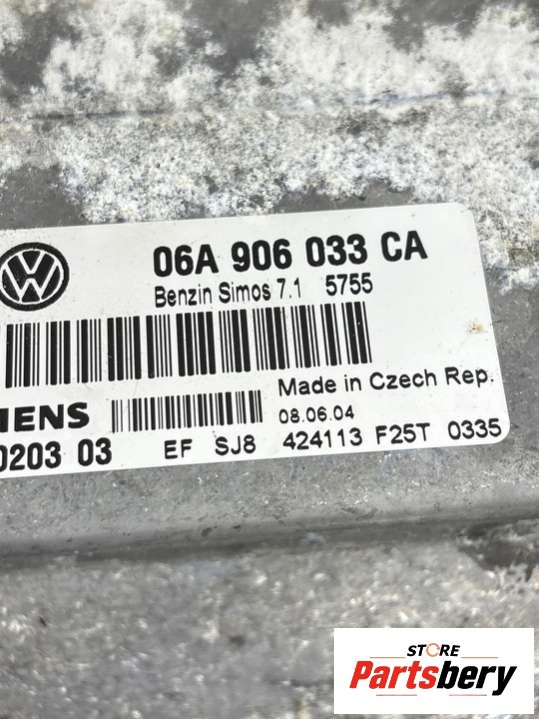 06A 906 033 CA
Benzin Simos 7.1 5755
Made in Czech Rep.
08.06.04
EF SJ8 424113 F25T 0335
0203 03
STORE
Partsbery